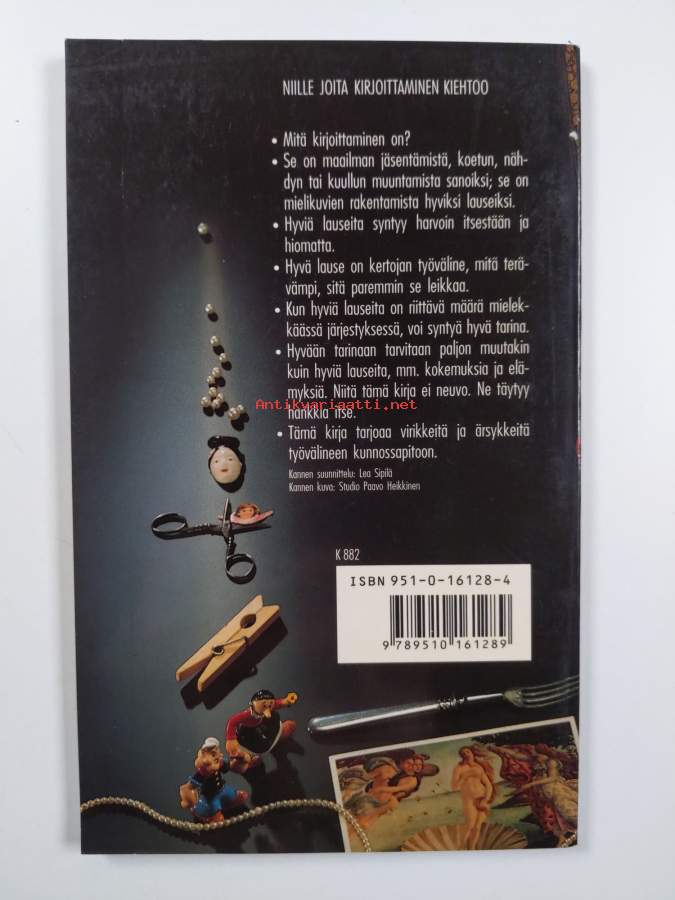 NIILLE JOITA KIRJOITTAMINEN KIEHTOO
• Mitä kirjoittaminen on?
• Se on maailman jäsentämistä, koetun, näh-
dyn tai kuullun muuntamista sanoiksi; se on
mielikuvien rakentamista hyviksi lauseiksi.
• Hyviä lauseita syntyy harvoin itsestään ja
hiomatta.
• Hyvä lause on kertojan työväline, mitä terä-
vämpi, sitä paremmin se leikkaa.
• Kun hyviä lauseita on riittävä määrä mielek-
käässä järjestyksessä, voi syntyä hyvä tarina.
• Hyvään tarinaan tarvitaan paljon muutakin
kuin hyviä lauseita, mm. kokemuksia ja elä-
myksiä. Niitä tämä kirja ei neuvo. Ne täytyy
Antikvariaatti.net
hankkia itse.
• Tämä kirja tarjoaa virikkeitä ja ärsykkeitä
työvälineen kunnossapitoon.
Kannen suunnittelu: Lea Sipilä
Kannen kuva: Studio Paavo Heikkinen
K 882
ISBN 951-0-16128-4
9 789510 161289